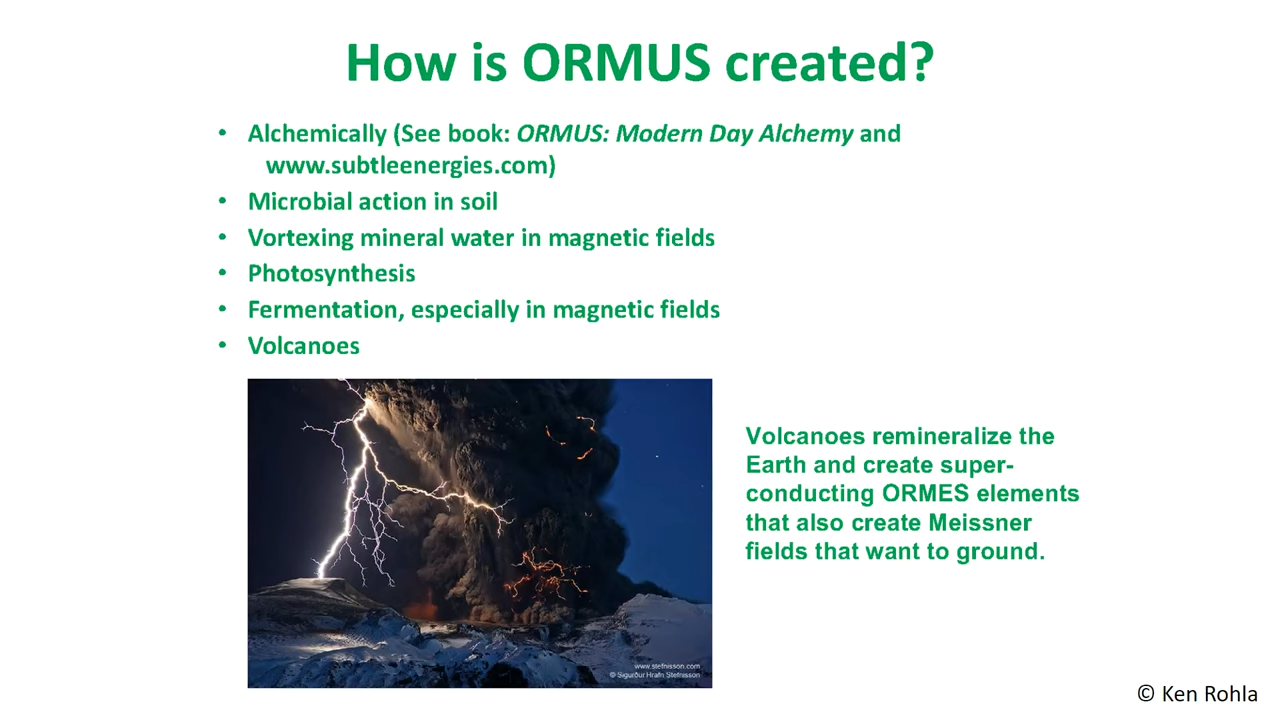 How is ORMUS created?
• Alchemically (See book: ORMUS: Modern Day Alchemy and
www.subtleenergies.com)
• Microbial action in soil
• Vortexing mineral water in magnetic fields
• Photosynthesis
• Fermentation, especially in magnetic fields
• Volcanoes
Volcanoes remineralize the
Earth and create super-
conducting ORMES elements
that also create Meissner
fields that want to ground.
www.stefnisson.com
© Sigurður Hrafn Stefnisson
© Ken Rohla